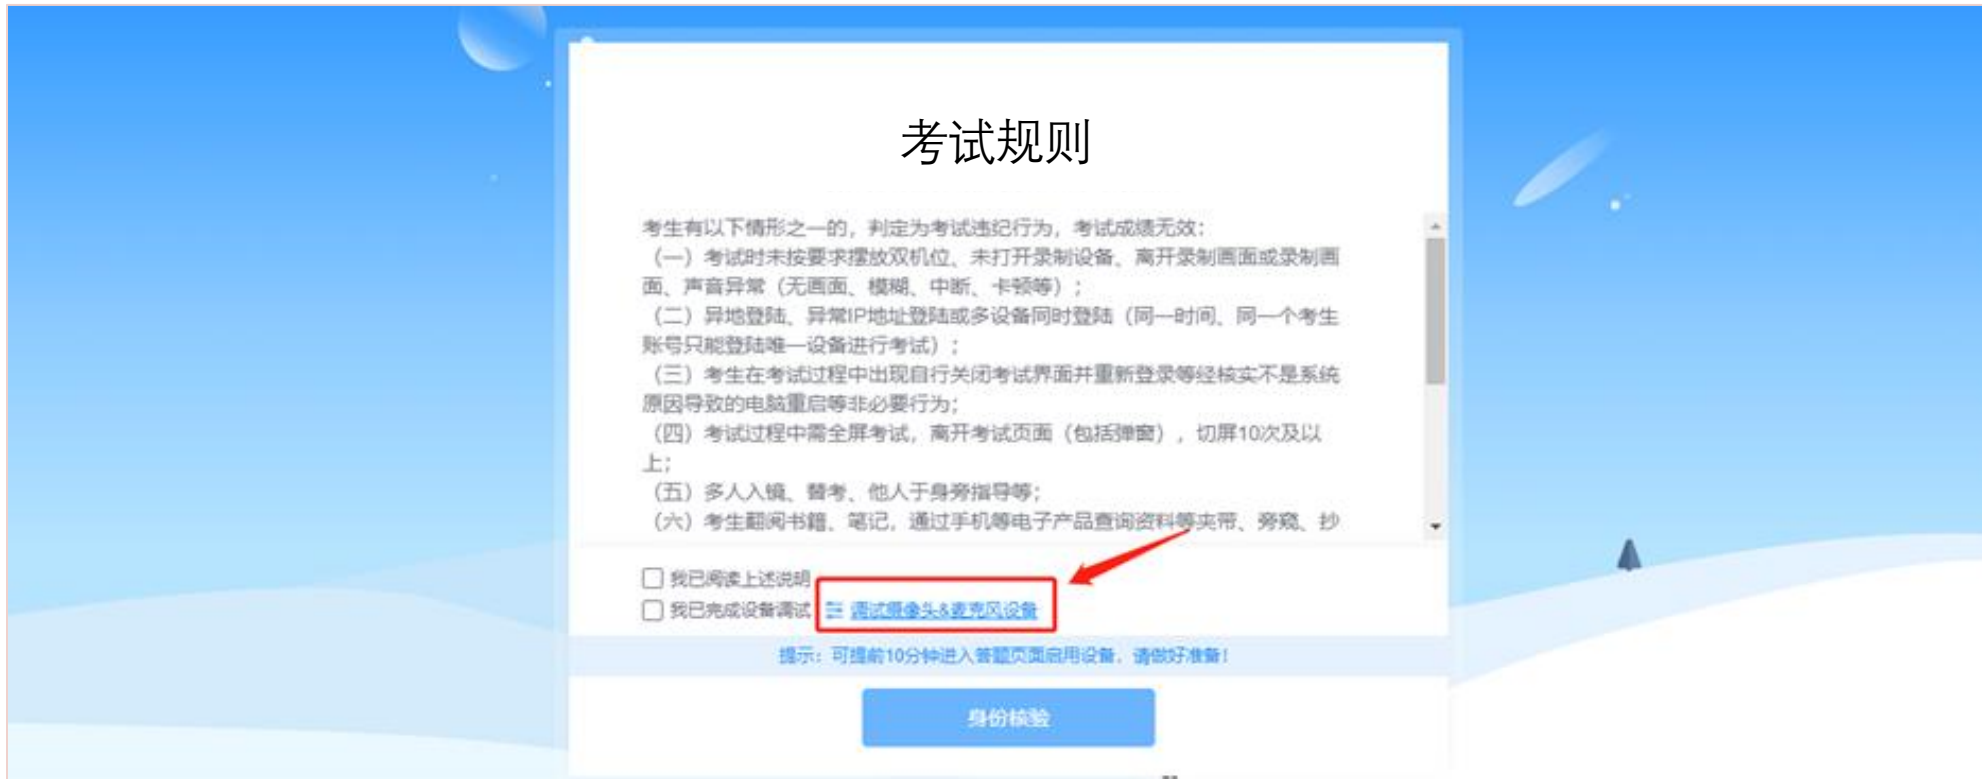 考试规则
考生有以下情形之一的，判定为考试违纪行为，考试成绩无效：
（一）考试时未按要求摆放双机位、未打开录制设备、离开录制画面或录制画
面、声音异常（无画面、模糊、中断、卡顿等）；
（二）异地登陆、异常IP地址登陆或多设备同时登陆（同一时间、同一个考生
账号只能登陆唯一设备进行考试）；
（三）考生在考试过程中出现自行关闭考试界面并重新登录等经核实不是系统
原因导致的电脑重启等非必要行为；
（四）考试过程中需全屏考试，离开考试页面（包括弹窗），切屏10次及以
上；
（五）多人入镜、替考、他人于身旁指导等；
（六）考生翻阅书籍、笔记，通过手机等电子产品查询资料等夹带、旁窥、抄
我已阅读上述说明
我已完成设备调试 调试摄像头&麦克风设备
提示：可提前10分钟进入答题页面启用设备，请做好准备！
身份核验